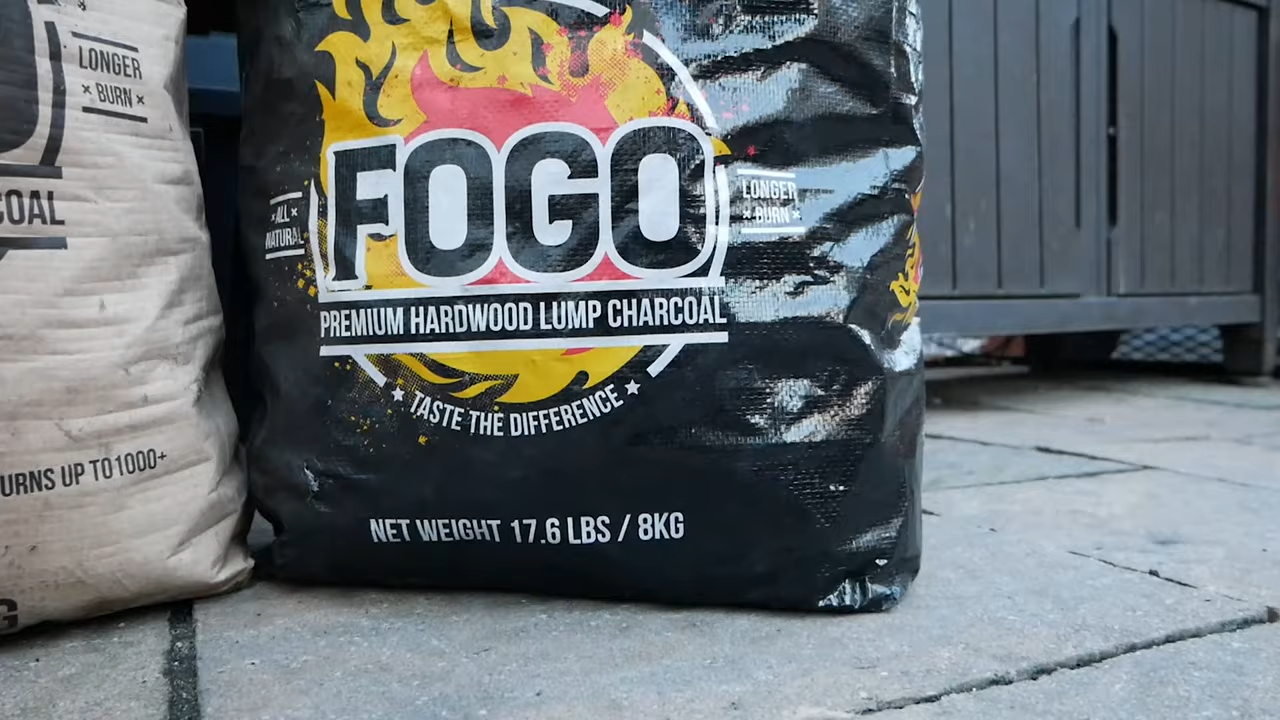 LONGER
BURN
COAL
URNS UP TO 1000+
G
FOGO
ALL
NATURAL
LONGER
BURN
PREMIUM HARDWOOD LUMP CHARCOAL
TASTE THE DIFFERENCE
NET WEIGHT 17.6 LBS / 8KG